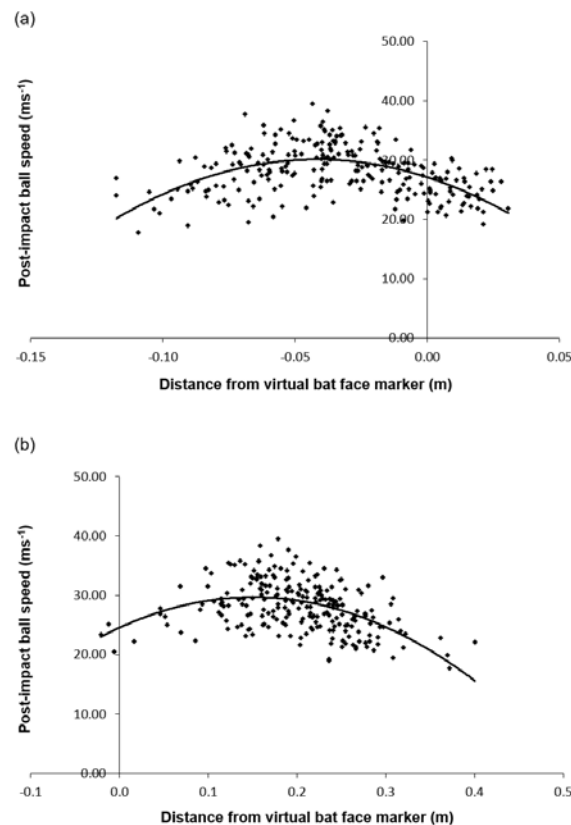 (a)
50.00
40.00
30.00
20.00
10.00
0.00
Post-impact ball speed (ms⁻¹)
-0.15 -0.10 -0.05 0.00 0.05
Distance from virtual bat face marker (m)
(b)
50.00
40.00
30.00
20.00
10.00
0.00
Post-impact ball speed (ms⁻¹)
-0.1 0.0 0.1 0.2 0.3 0.4 0.5
Distance from virtual bat face marker (m)